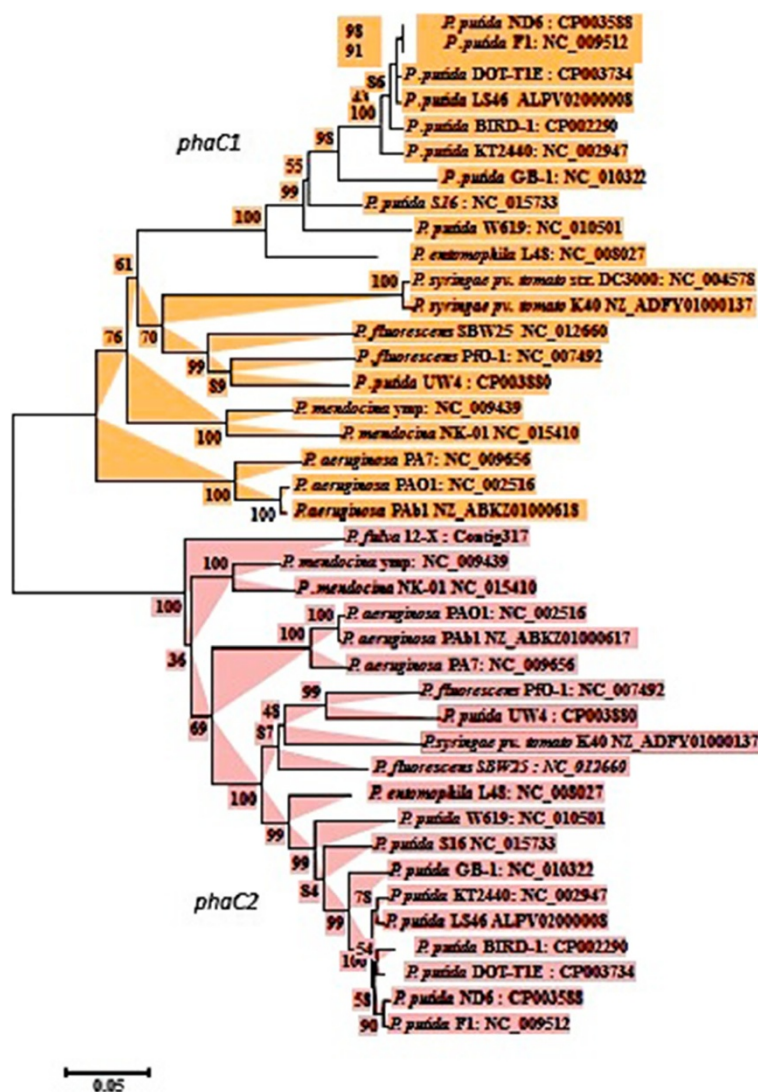 P. putida ND6 : CP003588
98
P. putida F1: NC_009512
91
P. putida DOT-T1E: CP003734
86
P. putida LS46 ALPV02000008
43
100
P. putida BIRD-1: CP002290
phaC1
98
P. putida KT2440: NC_002947
55
P. putida GB-1: NC_010322
99
P. putida S16 : NC_015733
100
P. putida W619: NC_010501
P. entomophila L48: NC_008027
61
P. syringae pv. tomato str. DC3000: NC_004578
100
P. syringae pv. tomato K40 NZ_ADFY01000137
76
70
P. fluorescens SBW25 NC_012660
99
P. fluorescens PfO-1: NC_007492
89
P. putida UW4 : CP003880
P. mendocina ymp: NC_009439
100
P. mendocina NK-01 NC_015410
P. aeruginosa PA7: NC_009656
100
P. aeruginosa PAO1: NC_002516
100
P. aeruginosa PAb1 NZ_ABKZ01000618
P. fulva 12-X : Contig317
100
P. mendocina ymp: NC_009439
P. mendocina NK-01 NC_015410
100
100
P. aeruginosa PAO1: NC_002516
100
P. aeruginosa PAb1 NZ_ABKZ01000617
36
P. aeruginosa PA7: NC_009656
99
P. fluorescens PfO-1: NC_007492
48
P. putida UW4 : CP003880
69
87
P. syringae pv. tomato K40 NZ_ADFY01000137
P. fluorescens SBW25 : NC_012660
100
P. entomophila L48: NC_008027
99
P. putida W619: NC_010501
99
P. putida S16 NC_015733
84
P. putida GB-1: NC_010322
phaC2
78
P. putida KT2440: NC_002947
99
P. putida LS46 ALPV02000008
54
P. putida BIRD-1: CP002290
100
P. putida DOT-T1E: CP003734
58
P. putida ND6 : CP003588
90
P. putida F1: NC_009512
0.05